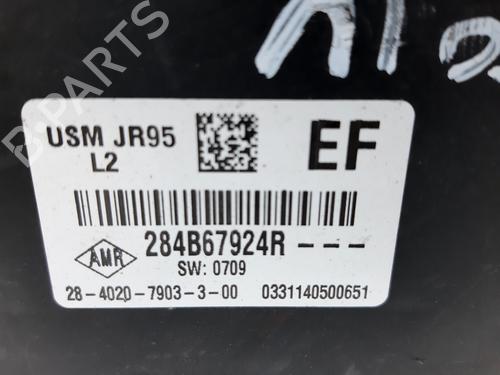 USM JR95
L2
EF
284B67924R---
AMR
SW: 0709
28-4020-7903-3-00 0331140500651
B-PARTS